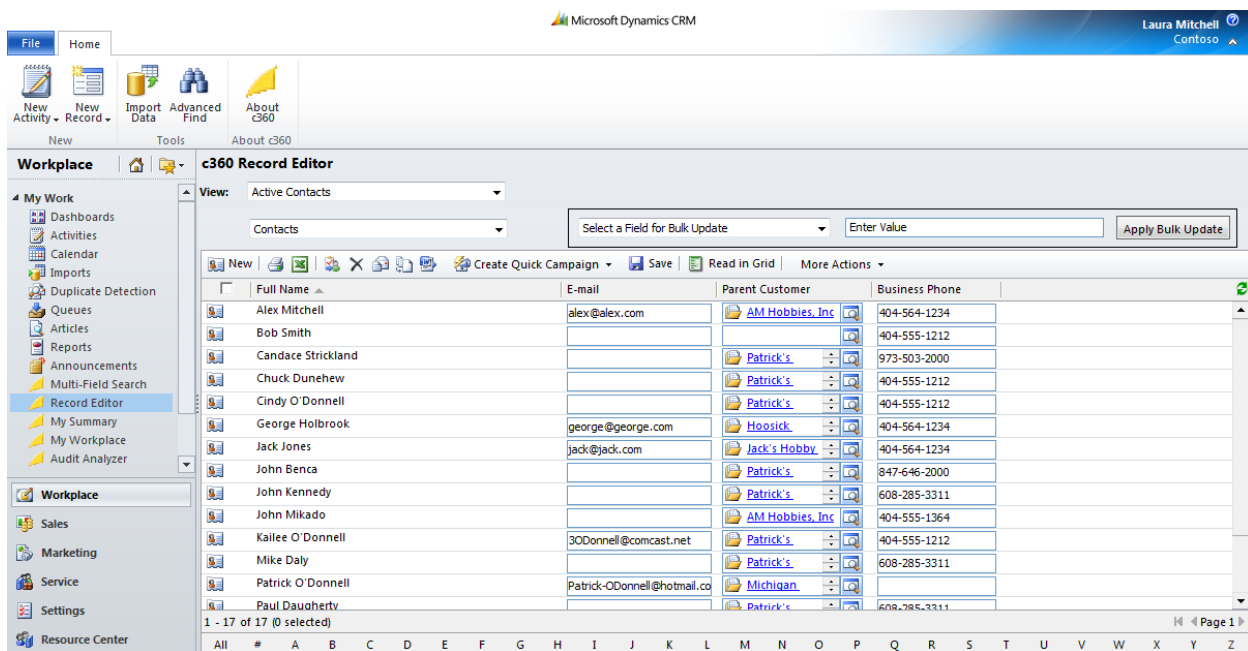 Microsoft Dynamics CRM
Laura Mitchell
Contoso
File Home
New Activity New Record Import Data Advanced Find About c360
New Tools About c360
Workplace
c360 Record Editor
View: Active Contacts
Contacts Select a Field for Bulk Update Enter Value Apply Bulk Update
My Work
Dashboards
Activities
Calendar
Imports
Duplicate Detection
Queues
Articles
Reports
Announcements
Multi-Field Search
Record Editor
My Summary
My Workplace
Audit Analyzer
Workplace
Sales
Marketing
Service
Settings
Resource Center
New Create Quick Campaign Save Read in Grid More Actions
Full Name E-mail Parent Customer Business Phone
Alex Mitchell alex@alex.com AM Hobbies, Inc 404-564-1234
Bob Smith 404-555-1212
Candace Strickland Patrick's 973-503-2000
Chuck Dunehew Patrick's 404-555-1212
Cindy O'Donnell Patrick's 404-555-1212
George Holbrook george@george.com Hoosick 404-564-1234
Jack Jones jack@jack.com Jack's Hobby 404-564-1234
John Benca Patrick's 847-646-2000
John Kennedy Patrick's 608-285-3311
John Mikado AM Hobbies, Inc 404-555-1364
Kailee O'Donnell 3ODonnell@comcast.net Patrick's 404-555-1212
Mike Daly Patrick's 608-285-3311
Patrick O'Donnell Patrick-ODonnell@hotmail.co Michigan
Paul Daugherty Patrick's 608-285-3311
1 - 17 of 17 (0 selected) Page 1
All # A B C D E F G H I J K L M N O P Q R S T U V W X Y Z